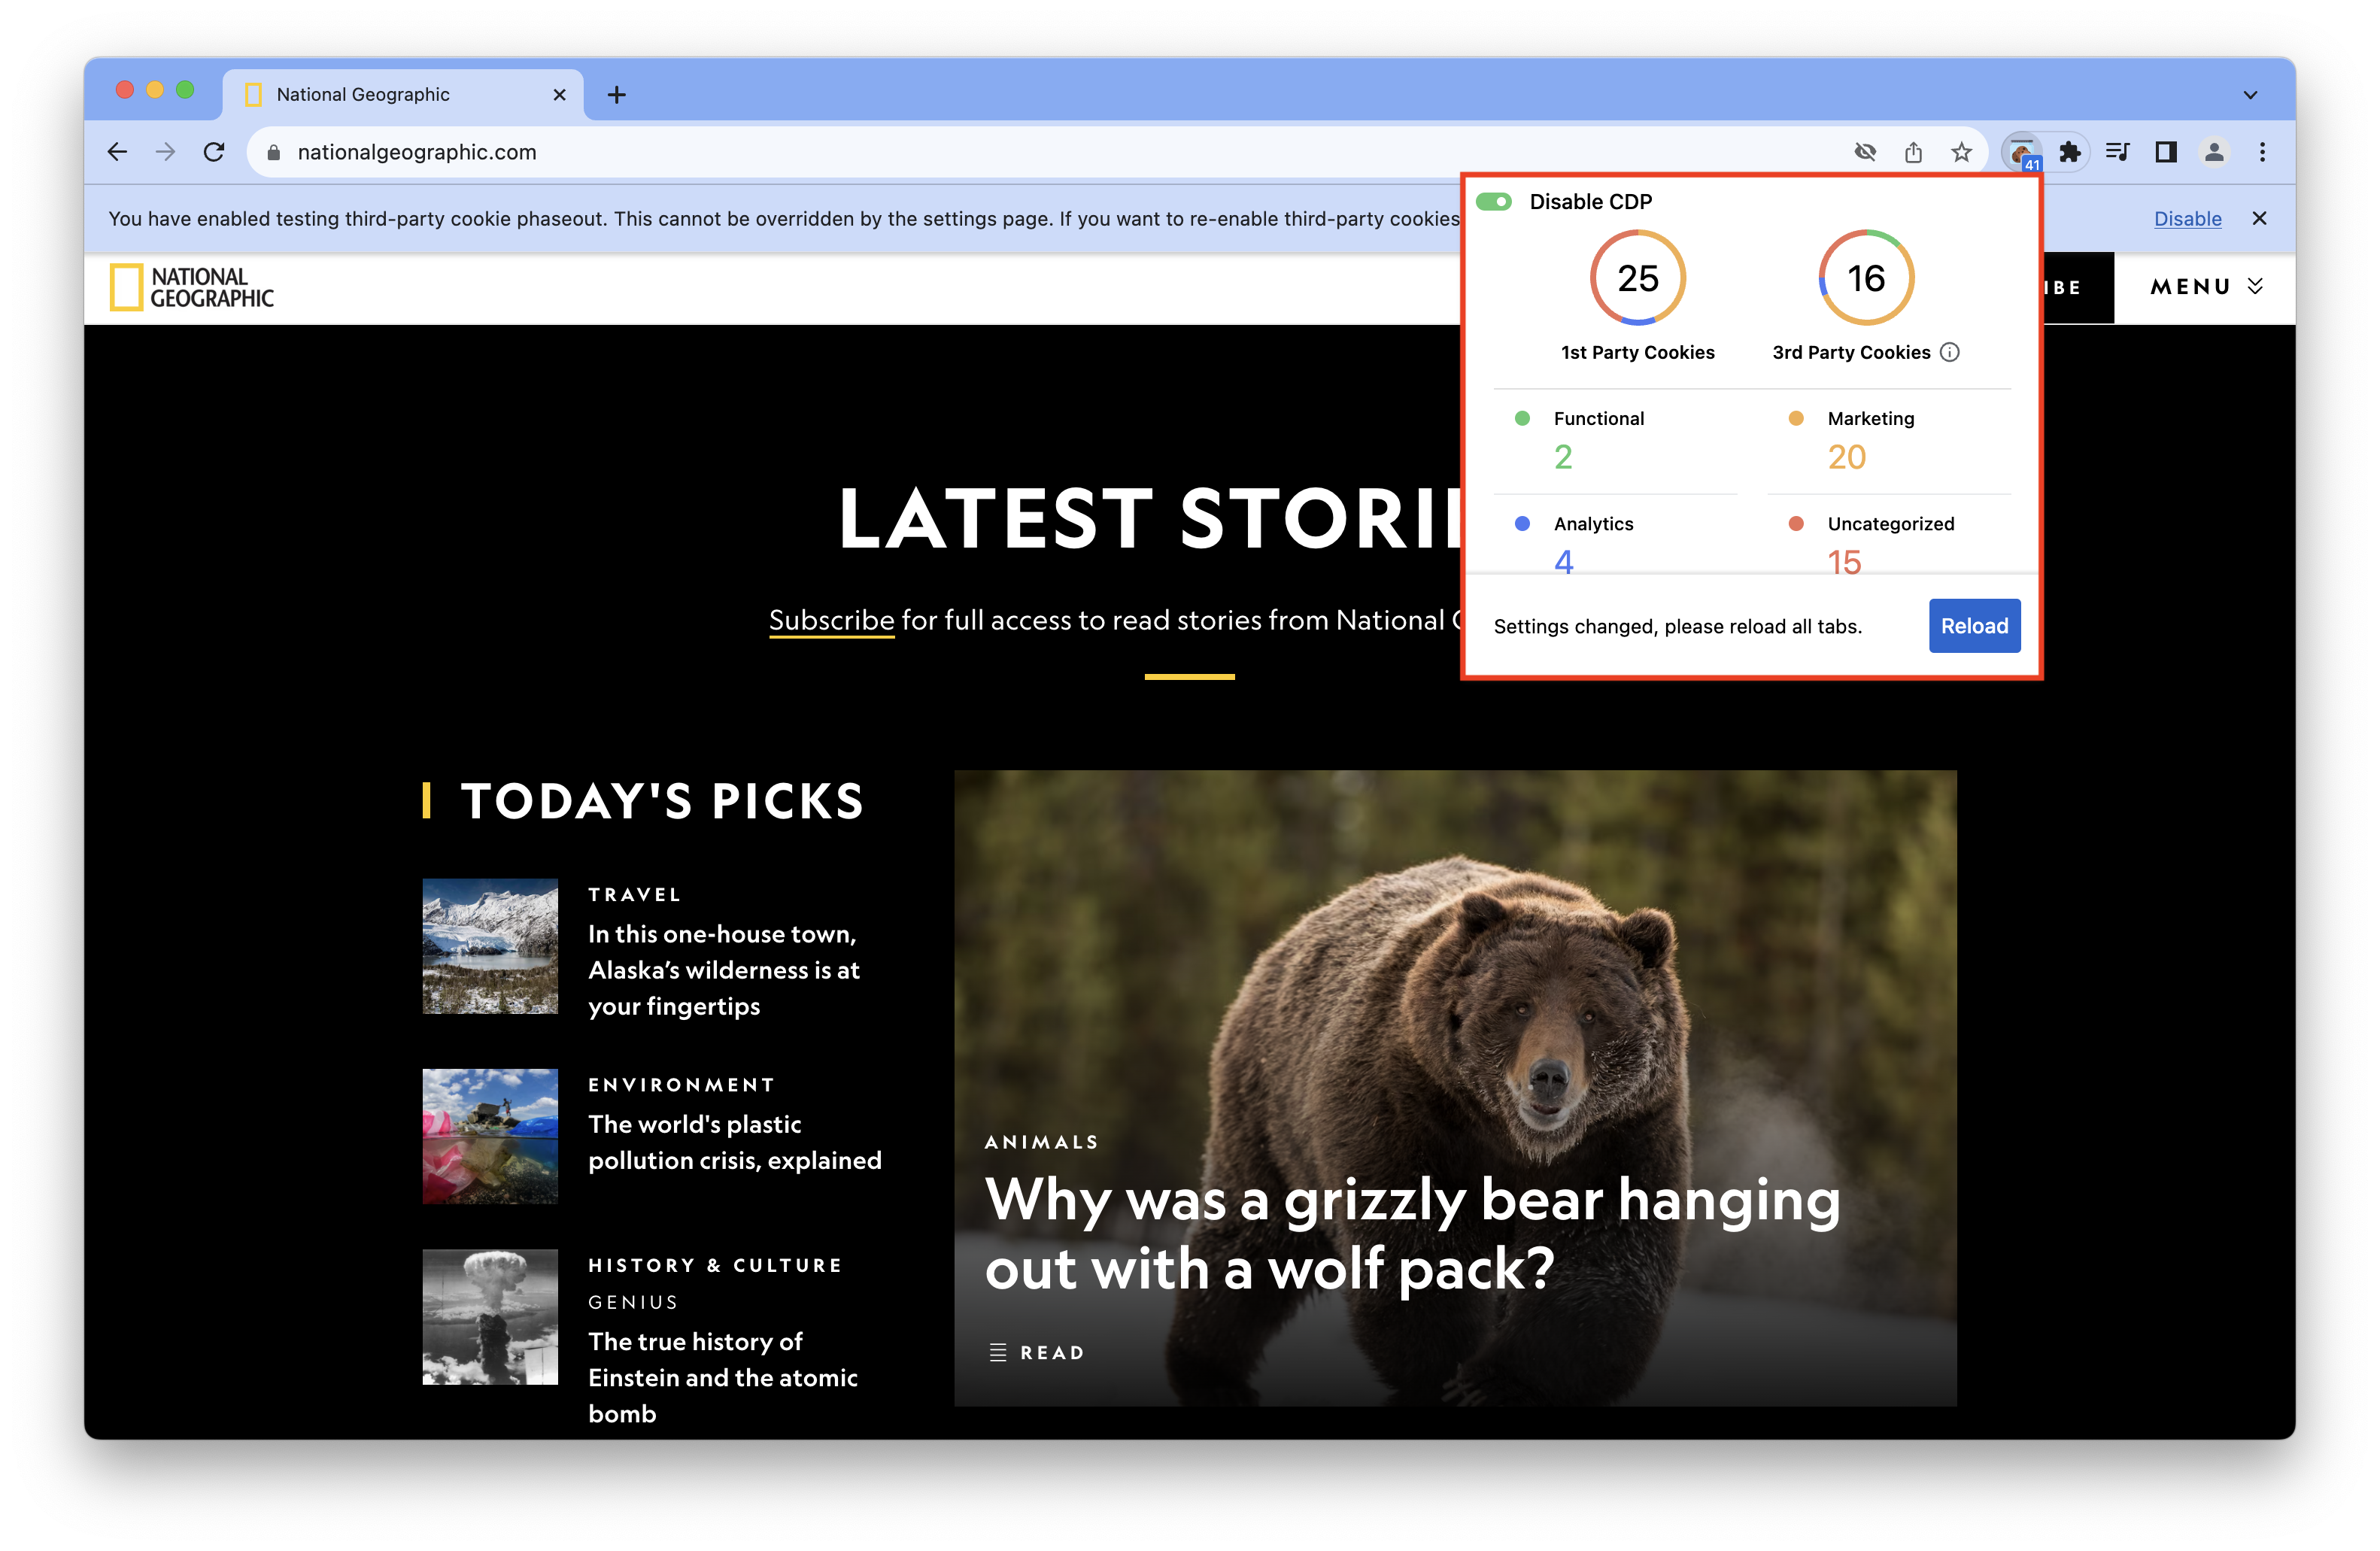 National Geographic
nationalgeographic.com
41
You have enabled testing third-party cookie phaseout. This cannot be overridden by the settings page. If you want to re-enable third-party cookies
Disable
NATIONAL
GEOGRAPHIC
MENU
Disable CDP
25
16
1st Party Cookies
3rd Party Cookies
Functional
2
Marketing
20
Analytics
4
Uncategorized
15
Settings changed, please reload all tabs.
Reload
LATEST
Subscribe for full access to read stories from National
TODAY'S PICKS
TRAVEL
In this one-house town,
Alaska’s wilderness is at
your fingertips
ENVIRONMENT
The world's plastic
pollution crisis, explained
HISTORY & CULTURE
GENIUS
The true history of
Einstein and the atomic
bomb
ANIMALS
Why was a grizzly bear hanging
out with a wolf pack?
READ